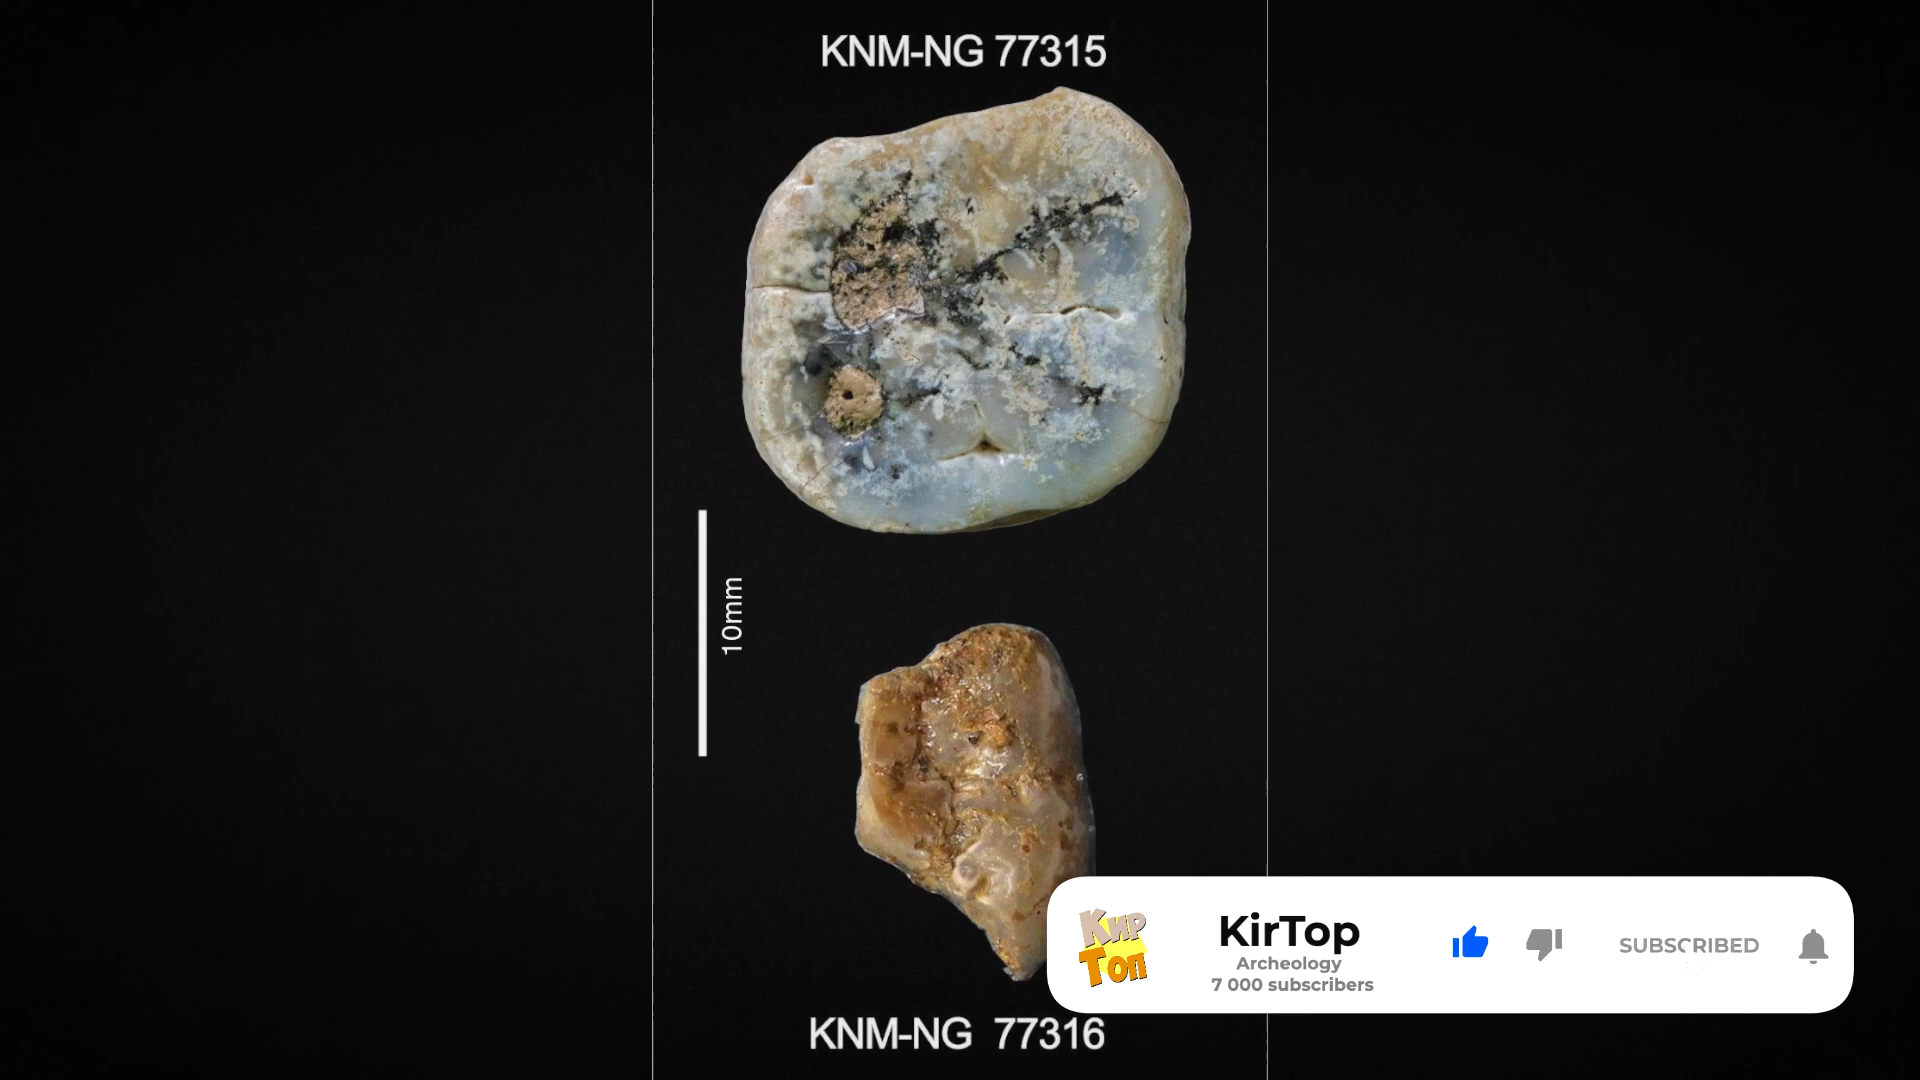 KNM-NG 77315
10mm
Кир
Топ
KirTop
Archeology
7 000 subscribers
SUBSCRIBED
KNM-NG 77316